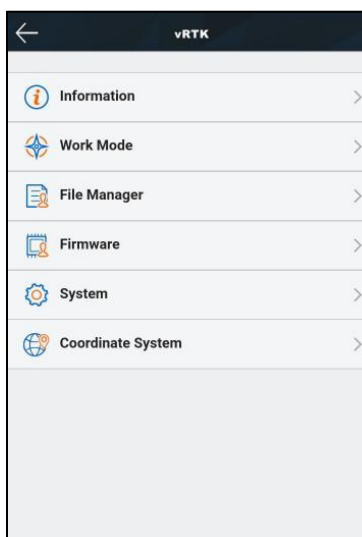 vRTK
Information
Work Mode
File Manager
Firmware
System
Coordinate System